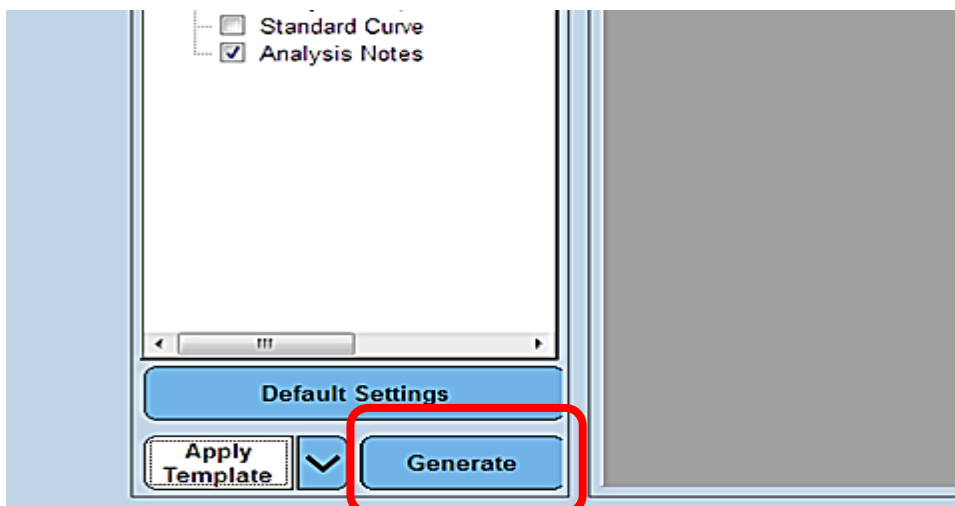 Standard Curve
Analysis Notes
Default Settings
Apply
Template
Generate